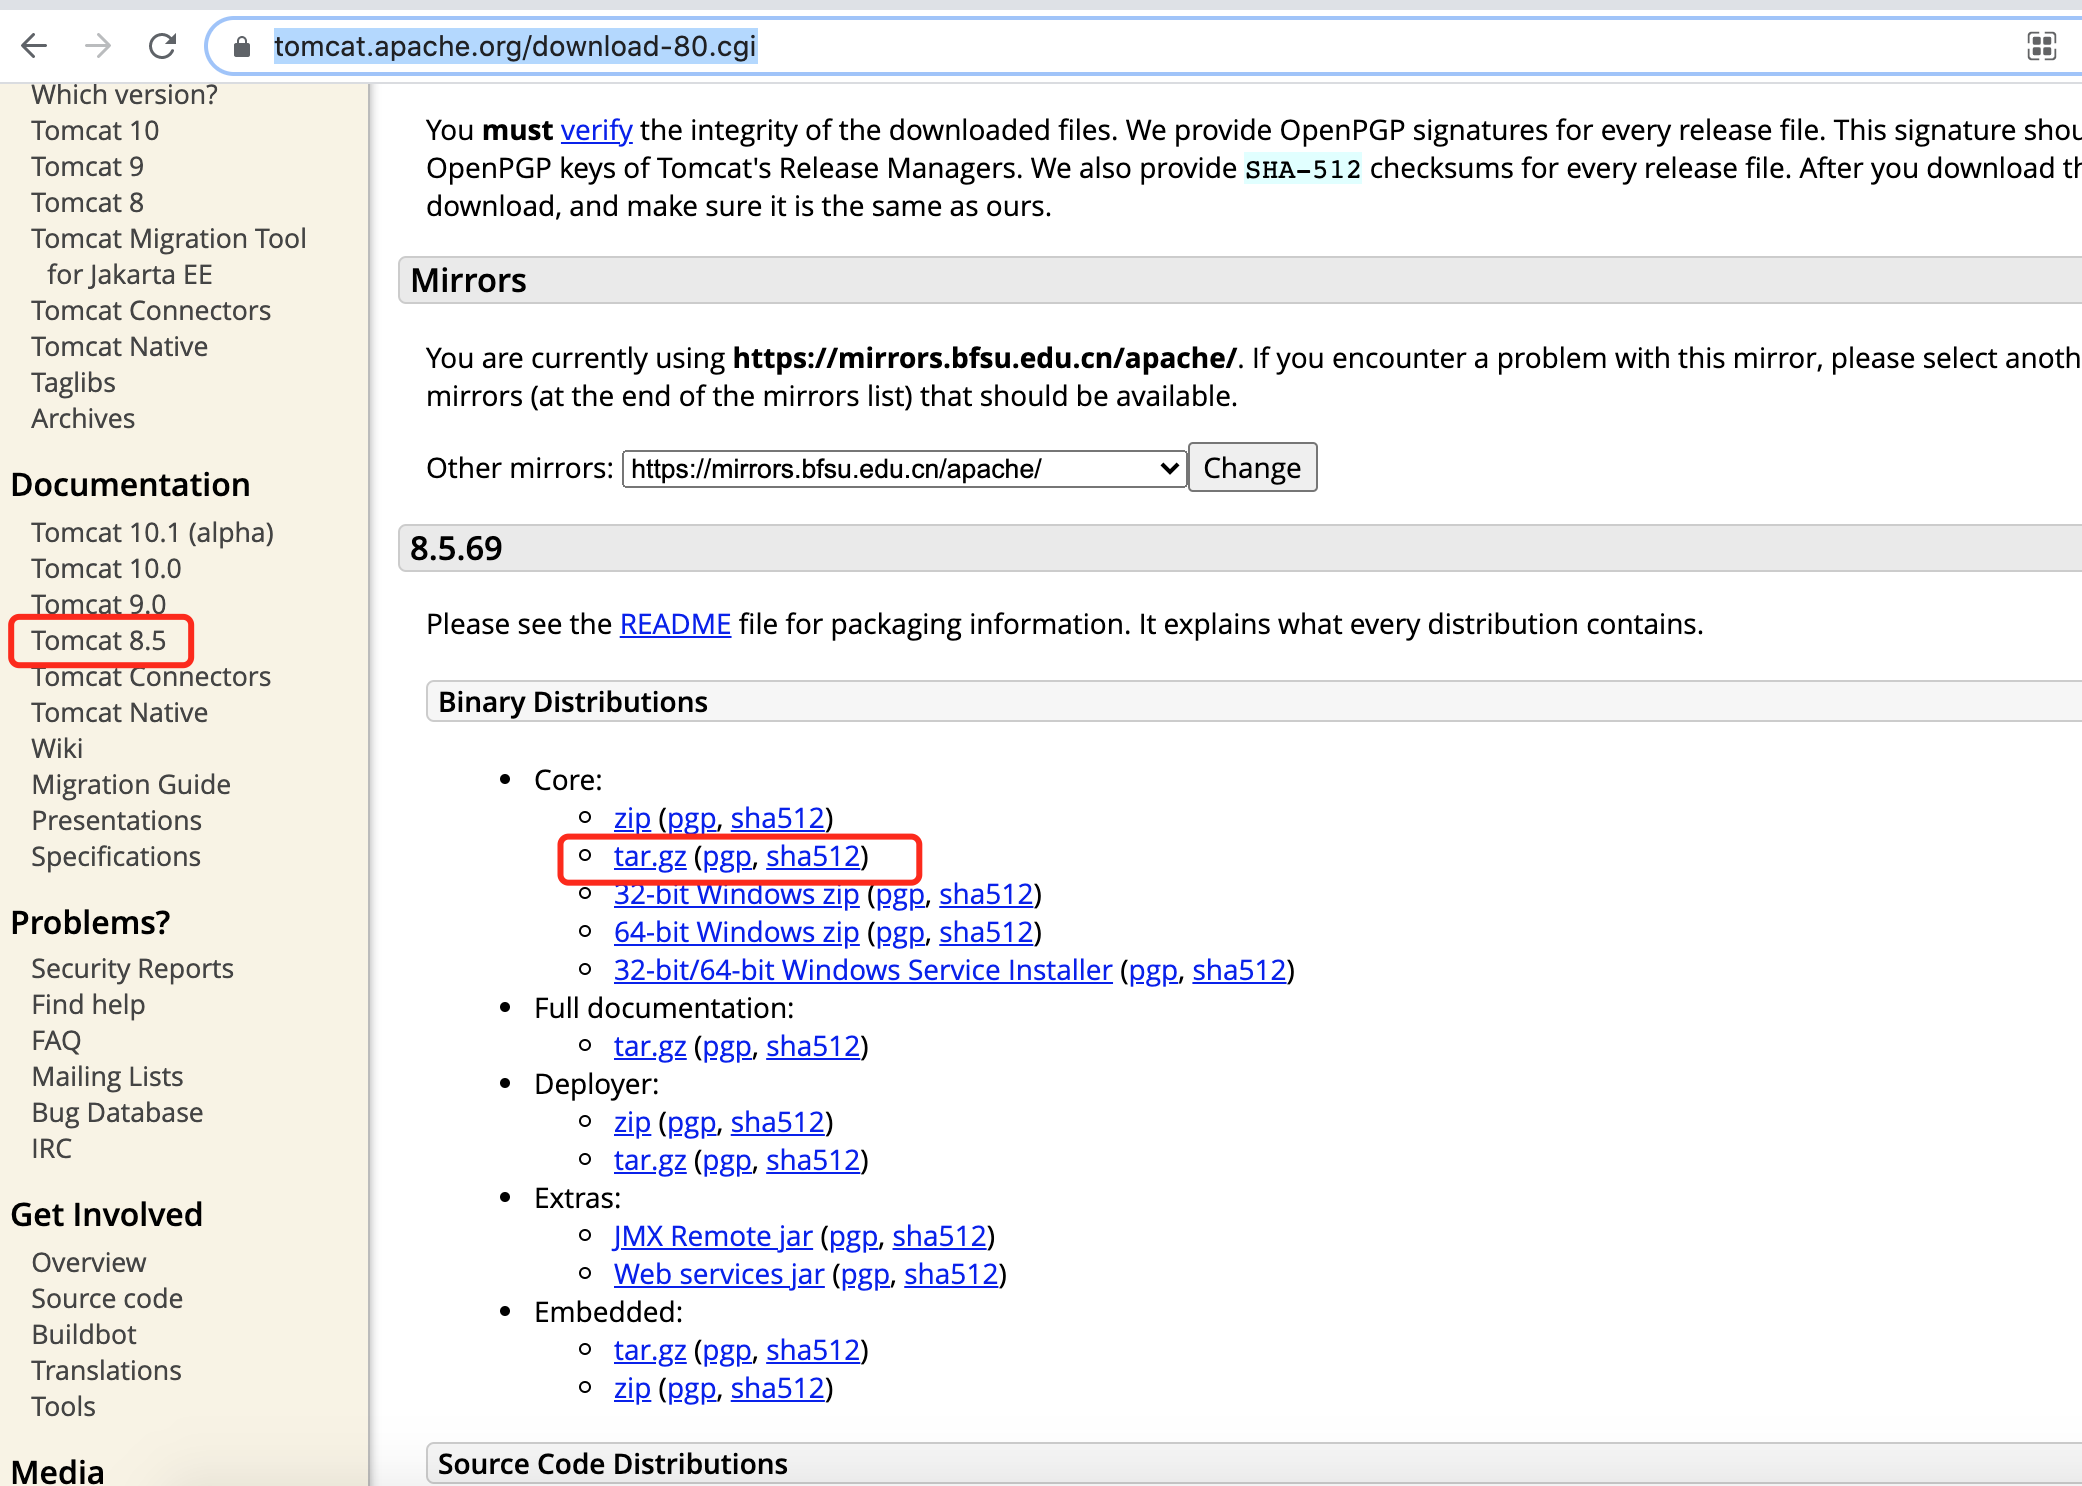 tomcat.apache.org/download-80.cgi
Which version?
Tomcat 10
Tomcat 9
Tomcat 8
Tomcat Migration Tool
for Jakarta EE
Tomcat Connectors
Tomcat Native
Taglibs
Archives
Documentation
Tomcat 10.1 (alpha)
Tomcat 10.0
Tomcat 9.0
Tomcat 8.5
Tomcat Connectors
Tomcat Native
Wiki
Migration Guide
Presentations
Specifications
Problems?
Security Reports
Find help
FAQ
Mailing Lists
Bug Database
IRC
Get Involved
Overview
Source code
Buildbot
Translations
Tools
Media
You must verify the integrity of the downloaded files. We provide OpenPGP signatures for every release file. This signature
OpenPGP keys of Tomcat's Release Managers. We also provide SHA-512 checksums for every release file. After you download
download, and make sure it is the same as ours.
Mirrors
You are currently using https://mirrors.bfsu.edu.cn/apache/. If you encounter a problem with this mirror, please select
mirrors (at the end of the mirrors list) that should be available.
Other mirrors: https://mirrors.bfsu.edu.cn/apache/ Change
8.5.69
Please see the README file for packaging information. It explains what every distribution contains.
Binary Distributions
Core:
zip (pgp, sha512)
tar.gz (pgp, sha512)
32-bit Windows zip (pgp, sha512)
64-bit Windows zip (pgp, sha512)
32-bit/64-bit Windows Service Installer (pgp, sha512)
Full documentation:
tar.gz (pgp, sha512)
Deployer:
zip (pgp, sha512)
tar.gz (pgp, sha512)
Extras:
JMX Remote jar (pgp, sha512)
Web services jar (pgp, sha512)
Embedded:
tar.gz (pgp, sha512)
zip (pgp, sha512)
Source Code Distributions